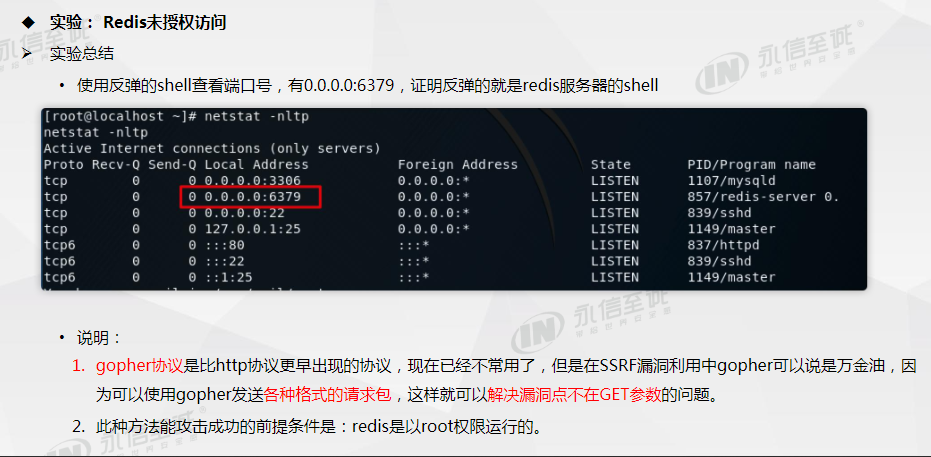 ◆ 实验： Redis未授权访问
➢ 实验总结
• 使用反弹的shell查看端口号，有0.0.0.0:6379，证明反弹的就是redis服务器的shell
[root@localhost ~]# netstat -nltp
netstat -nltp
Active Internet connections (only servers)
Proto Recv-Q Send-Q Local Address Foreign Address State PID/Program name
tcp 0 0 0.0.0.0:3306 0.0.0.0:* LISTEN 1107/mysqld
tcp 0 0 0.0.0.0:6379 0.0.0.0:* LISTEN 857/redis-server 0.
tcp 0 0 0.0.0.0:22 0.0.0.0:* LISTEN 839/sshd
tcp 0 0 127.0.0.1:25 0.0.0.0:* LISTEN 1149/master
tcp6 0 0 :::80 :::* LISTEN 837/httpd
tcp6 0 0 :::22 :::* LISTEN 839/sshd
tcp6 0 0 ::1:25 :::* LISTEN 1149/master
• 说明：
1. gopher协议是比http协议更早出现的协议，现在已经不常用了，但是在SSRF漏洞利用中gopher可以说是万金油，因
为可以使用gopher发送各种格式的请求包，这样就可以解决漏洞点不在GET参数的问题。
2. 此种方法能攻击成功的前提条件是：redis是以root权限运行的。
永信至诚
永信至诚